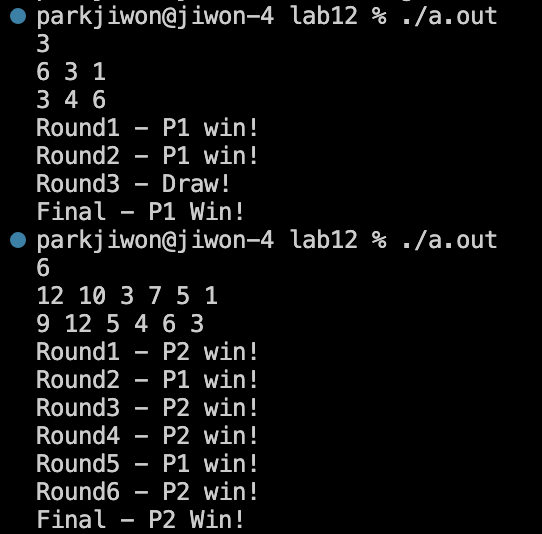 parkjiwon@jiwon-4 lab12 % ./a.out
3
6 3 1
3 4 6
Round1 - P1 win!
Round2 - P1 win!
Round3 - Draw!
Final - P1 Win!
parkjiwon@jiwon-4 lab12 % ./a.out
6
12 10 3 7 5 1
9 12 5 4 6 3
Round1 - P2 win!
Round2 - P1 win!
Round3 - P2 win!
Round4 - P2 win!
Round5 - P1 win!
Round6 - P2 win!
Final - P2 Win!